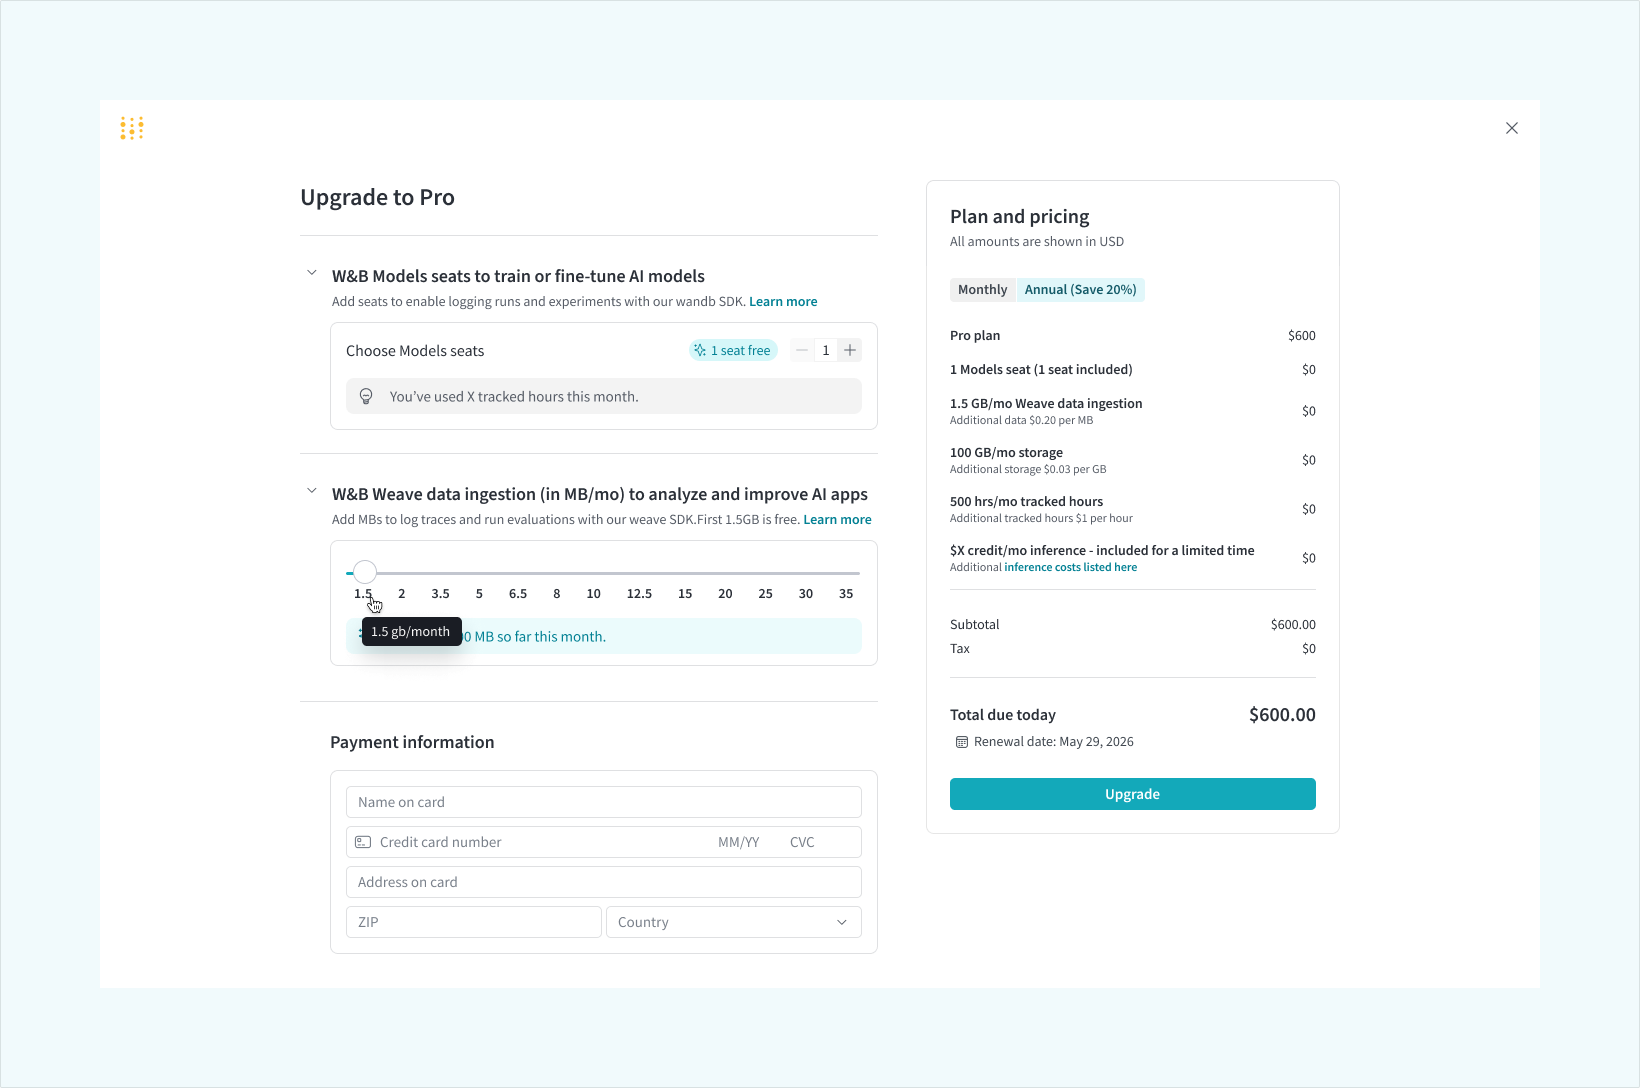 Upgrade to Pro
W&B Models seats to train or fine-tune AI models
Add seats to enable logging runs and experiments with our wandb SDK. Learn more
Choose Models seats
1 seat free
1
You’ve used X tracked hours this month.
W&B Weave data ingestion (in MB/mo) to analyze and improve AI apps
Add MBs to log traces and run evaluations with our weave SDK.First 1.5GB is free. Learn more
1.5 2 3.5 5 6.5 8 10 12.5 15 20 25 30 35
1.5 gb/month
MB so far this month.
Payment information
Name on card
Credit card number MM/YY CVC
Address on card
ZIP
Country
Plan and pricing
All amounts are shown in USD
Monthly Annual (Save 20%)
Pro plan $600
1 Models seat (1 seat included) $0
1.5 GB/mo Weave data ingestion $0
Additional data $0.20 per MB
100 GB/mo storage $0
Additional storage $0.03 per GB
500 hrs/mo tracked hours $0
Additional tracked hours $1 per hour
$X credit/mo inference - included for a limited time $0
Additional inference costs listed here
Subtotal $600.00
Tax $0
Total due today $600.00
Renewal date: May 29, 2026
Upgrade